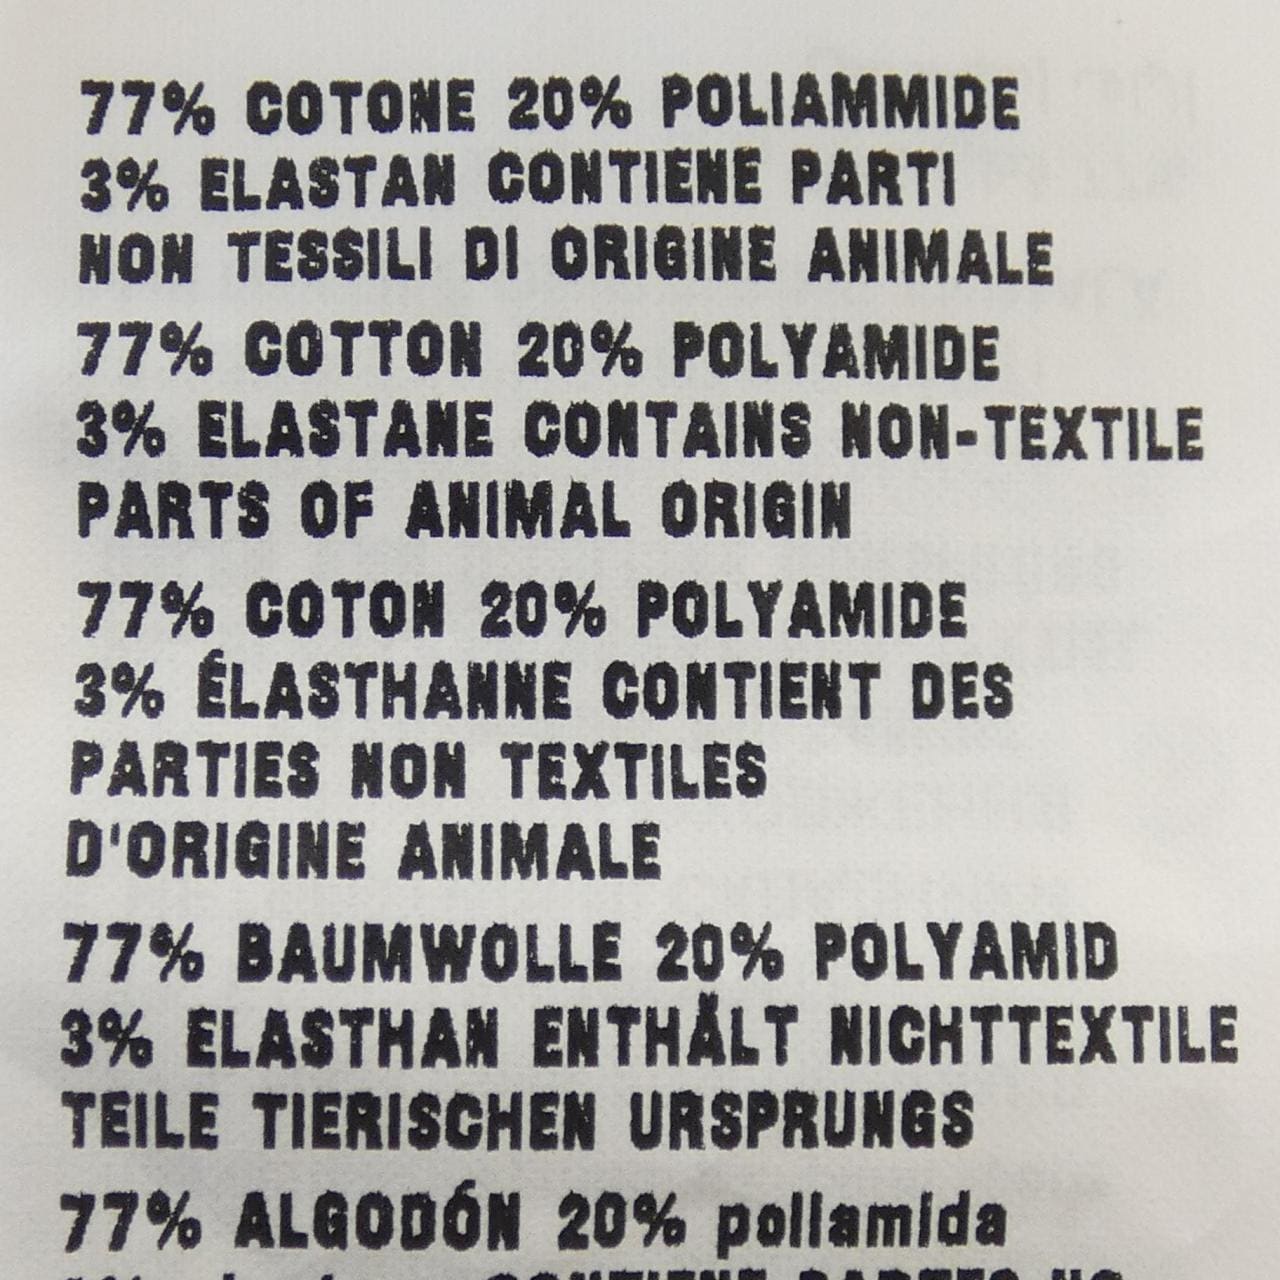 77% COTONE 20% POLIAMMIDE
3% ELASTAN CONTIENE PARTI
NON TESSILI DI ORIGINE ANIMALE
77% COTTON 20% POLYAMIDE
3% ELASTANE CONTAINS NON-TEXTILE
PARTS OF ANIMAL ORIGIN
77% COTON 20% POLYAMIDE
3% ÉLASTHANNE CONTIENT DES
PARTIES NON TEXTILES
D'ORIGINE ANIMALE
77% BAUMWOLLE 20% POLYAMID
3% ELASTHAN ENTHÄLT NICHTTEXTILE
TEILE TIERISCHEN URSPRUNGS
77% ALGODÓN 20% poliamida